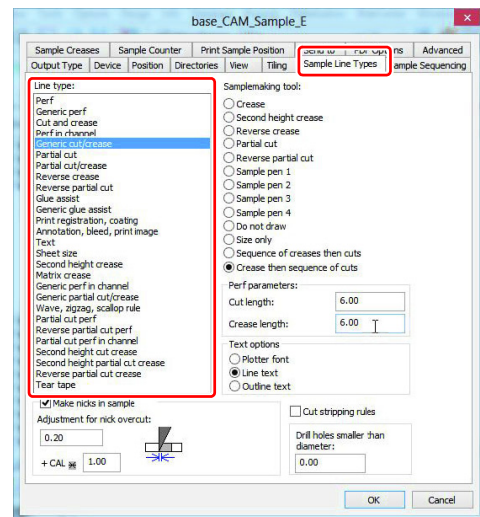 base_CAM_Sample_E
Sample Creases Sample Counter Print Sample Position Send to PDF Options Advanced
Output Type Device Position Directories View Tiling Sample Line Types ample Sequencing
Line type:
Perf
Generic perf
Cut and crease
Perf in channel
Generic cut/crease
Partial cut
Partial cut/crease
Reverse crease
Reverse partial cut
Glue assist
Generic glue assist
Print registration, coating
Annotation, bleed, print image
Text
Sheet size
Second height crease
Matrix crease
Generic perf in channel
Generic partial cut/crease
Wave, zigzag, scallop rule
Partial cut perf
Reverse partial cut perf
Partial cut perf in channel
Second height cut crease
Second height partial cut crease
Reverse partial cut crease
Tear tape
Samplemaking tool:
Crease
Second height crease
Reverse crease
Partial cut
Reverse partial cut
Sample pen 1
Sample pen 2
Sample pen 3
Sample pen 4
Do not draw
Size only
Sequence of creases then cuts
Crease then sequence of cuts
Perf parameters:
Cut length: 6.00
Crease length: 6.00
Text options
Plotter font
Line text
Outline text
Make nicks in sample
Adjustment for nick overcut:
0.20
+ CAL 1.00
Cut stripping rules
Drill holes smaller than
diameter:
0.00
OK Cancel